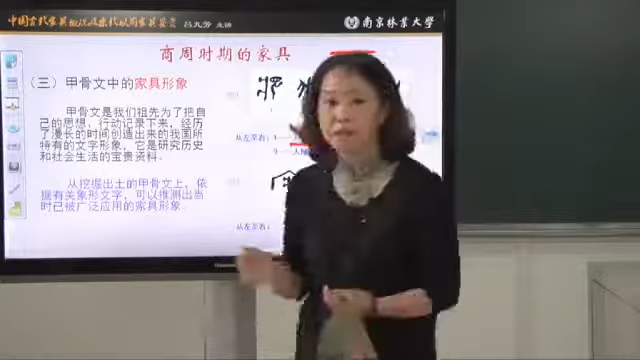 中国古代家具概说及宋代以前家具鉴赏 吕九芳 主讲
南京林业大学
商周时期的家具
(三)甲骨文中的家具形象
甲骨文是我们祖先为了把自
己的思想、行动记录下来,经历
了漫长的时间创造出来的我国所
特有的文字形象,它是研究历史
和社会生活的宝贵资料。
从挖掘出土的甲骨文上,依
据有关象形文字,可以推测出当
时已被广泛应用的家具形象。
从左至右:1
从左至右: